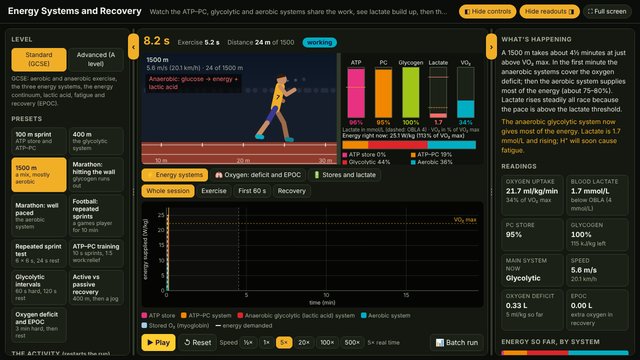 Energy Systems and Recovery
Watch the ATP–PC, glycolytic and aerobic systems share the work, see lactate build up, then th…
Hide controls
Hide readouts
Full screen
LEVEL
Standard (GCSE)
Advanced (A level)
GCSE: aerobic and anaerobic exercise, the three energy systems, the energy continuum, lactic acid, fatigue and recovery (EPOC).
PRESETS
100 m sprint
ATP store and ATP–PC
400 m
the glycolytic system
1500 m
a mix, mostly aerobic
Marathon: hitting the wall
glycogen runs out
Marathon: well paced
the aerobic system
Football: repeated sprints
a games player for 10 min
Repeated sprint test
6 × 6 s, 24 s rest
ATP–PC training
10 s sprints, 1:5 work:relief
Glycolytic intervals
60 s hard, 120 s rest
Active vs passive recovery
400 m, then a jog
Oxygen deficit and EPOC
3 min hard, then rest
THE ACTIVITY (restarts the run)
8.2 s
Exercise 5.2 s
Distance 24 m of 1500
working
1500 m
5.6 m/s (20.1 km/h) · 24 of 1500 m
Anaerobic: glucose → energy + lactic acid
10 m
20 m
30 m
ATP
PC
Glycogen
Lactate
VO₂
96%
95%
100%
1.7
34%
Lactate in mmol/L (dashed: OBLA 4) · VO₂ in % of VO₂ max
Energy right now: 25.1 W/kg (113% of VO₂ max)
ATP store 0%
ATP–PC 19%
Glycolytic 44%
Aerobic 36%
Energy systems
Oxygen: deficit and EPOC
Stores and lactate
Whole session
Exercise
First 60 s
Recovery
VO₂ max
energy supplied (W/kg)
25
20
15
10
5
0
0
5
10
15
time (min)
ATP store
ATP–PC system
Anaerobic glycolytic (lactic acid) system
Aerobic system
Stored O₂ (myoglobin)
energy demanded
Play
Reset
Speed
½×
1×
5×
20×
100×
500×
5× real time
Batch run
WHAT'S HAPPENING
A 1500 m takes about 4½ minutes at just above VO₂ max. In the first minute the anaerobic systems cover the oxygen deficit; then the aerobic system supplies most of the energy (about 75–80%). Lactate rises steadily all race because the pace is above the lactate threshold.
The anaerobic glycolytic system now gives most of the energy. Lactate is 1.7 mmol/L and rising; H⁺ will soon cause fatigue.
READINGS
OXYGEN UPTAKE
21.7 ml/kg/min
34% of VO₂ max
BLOOD LACTATE
1.7 mmol/L
below OBLA (4 mmol/L)
PC STORE
95%
GLYCOGEN
100%
115 kJ/kg left
MAIN SYSTEM NOW
Glycolytic
SPEED
5.6 m/s
20.1 km/h
OXYGEN DEFICIT
0.33 L
5 ml/kg so far
EPOC
0.00 L
extra oxygen in recovery
ENERGY SO FAR, BY SYSTEM